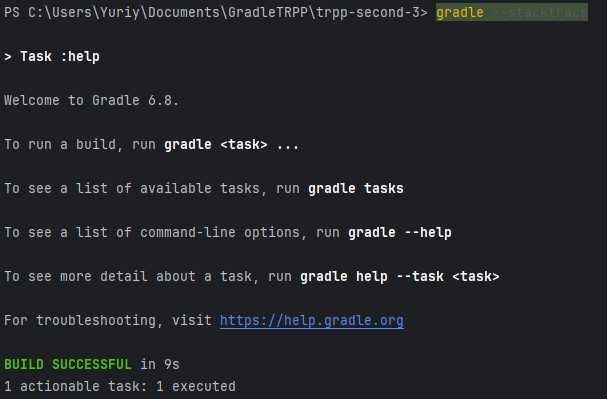 PS C:\Users\Yuriy\Documents\GradleTRPP\trpp-second-3> gradle --stacktrace
> Task :help
Welcome to Gradle 6.8.
To run a build, run gradle <task> ...
To see a list of available tasks, run gradle tasks
To see a list of command-line options, run gradle --help
To see more detail about a task, run gradle help --task <task>
For troubleshooting, visit https://help.gradle.org
BUILD SUCCESSFUL in 9s
1 actionable task: 1 executed